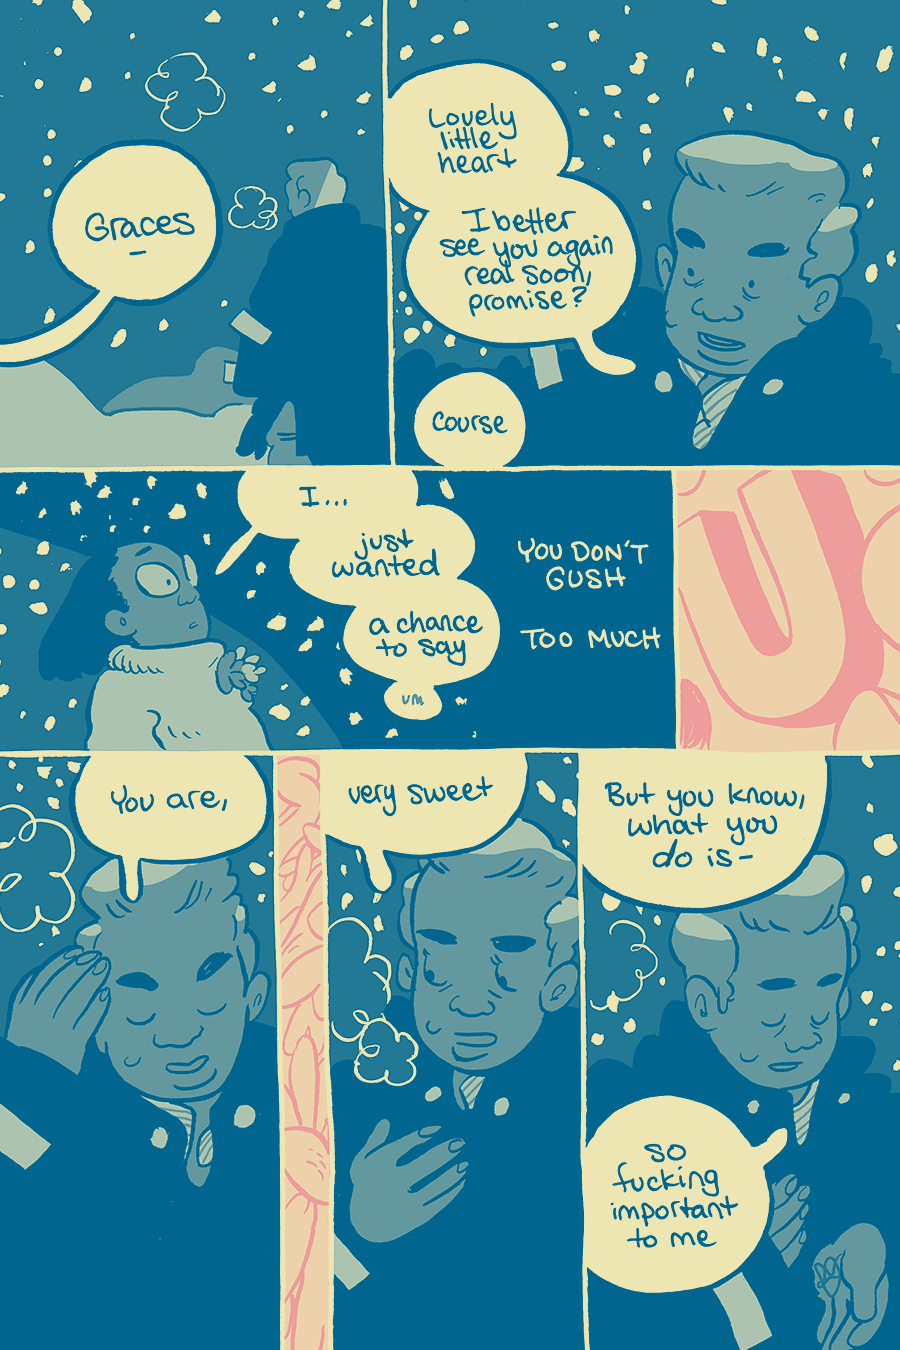 Graces
–
Lovely
little
heart
I better
see you again
real soon,
promise?
Course
I...
just
wanted
a chance
to say
um
YOU DON'T
GUSH
TOO MUCH
U
You are,
very sweet
But you know,
what you
do is–
so
fucking
important
to me